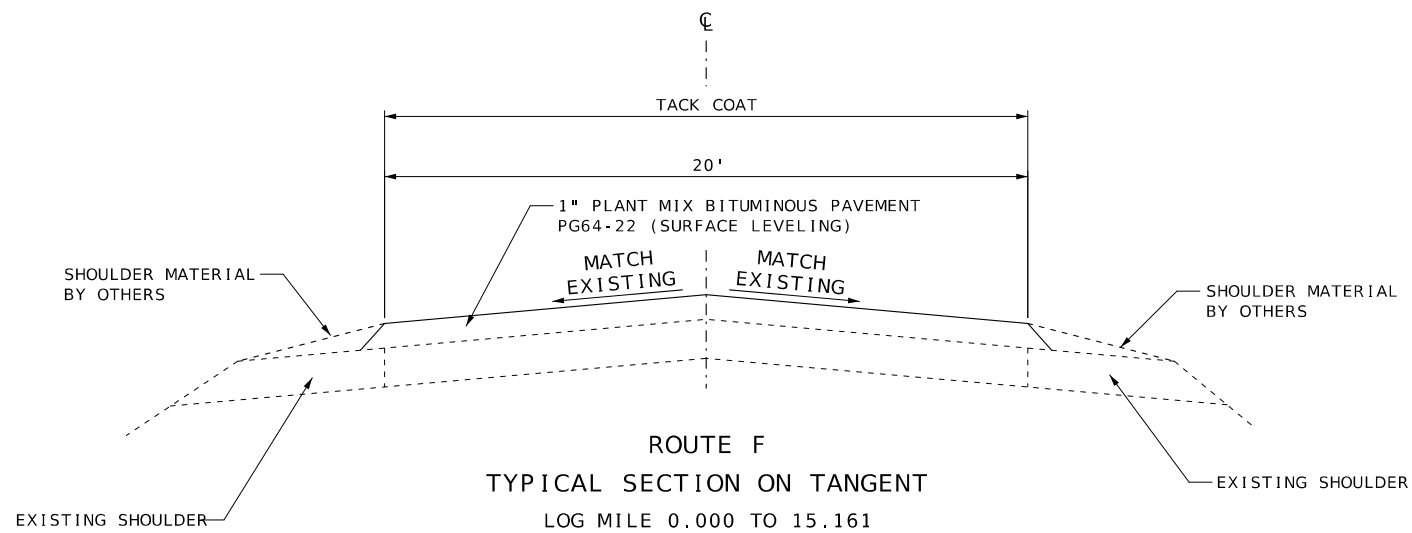 ℄
TACK COAT
20'
1" PLANT MIX BITUMINOUS PAVEMENT
PG64-22 (SURFACE LEVELING)
MATCH
EXISTING
MATCH
EXISTING
SHOULDER MATERIAL
BY OTHERS
SHOULDER MATERIAL
BY OTHERS
ROUTE F
TYPICAL SECTION ON TANGENT
LOG MILE 0.000 TO 15.161
EXISTING SHOULDER
EXISTING SHOULDER